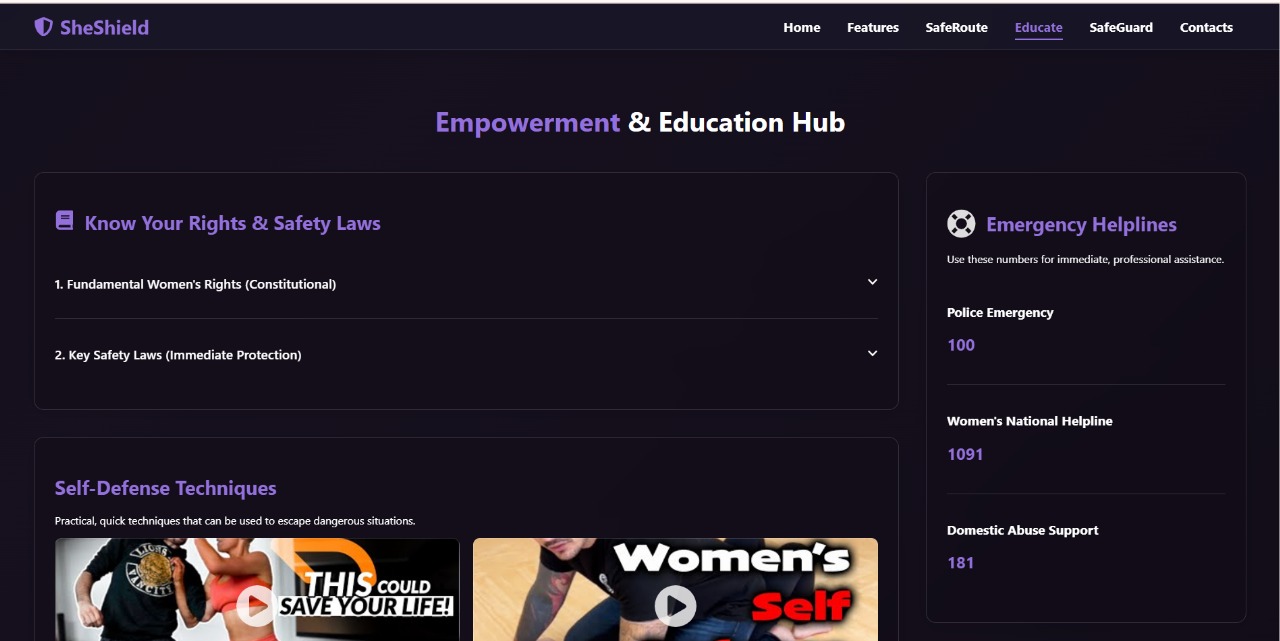 SheShield
Home Features SafeRoute Educate SafeGuard Contacts
Empowerment & Education Hub
Know Your Rights & Safety Laws
1. Fundamental Women's Rights (Constitutional)
2. Key Safety Laws (Immediate Protection)
Self-Defense Techniques
Practical, quick techniques that can be used to escape dangerous situations.
THIS COULD
SAVE YOUR LIFE!
Women's
Self
Emergency Helplines
Use these numbers for immediate, professional assistance.
Police Emergency
100
Women's National Helpline
1091
Domestic Abuse Support
181